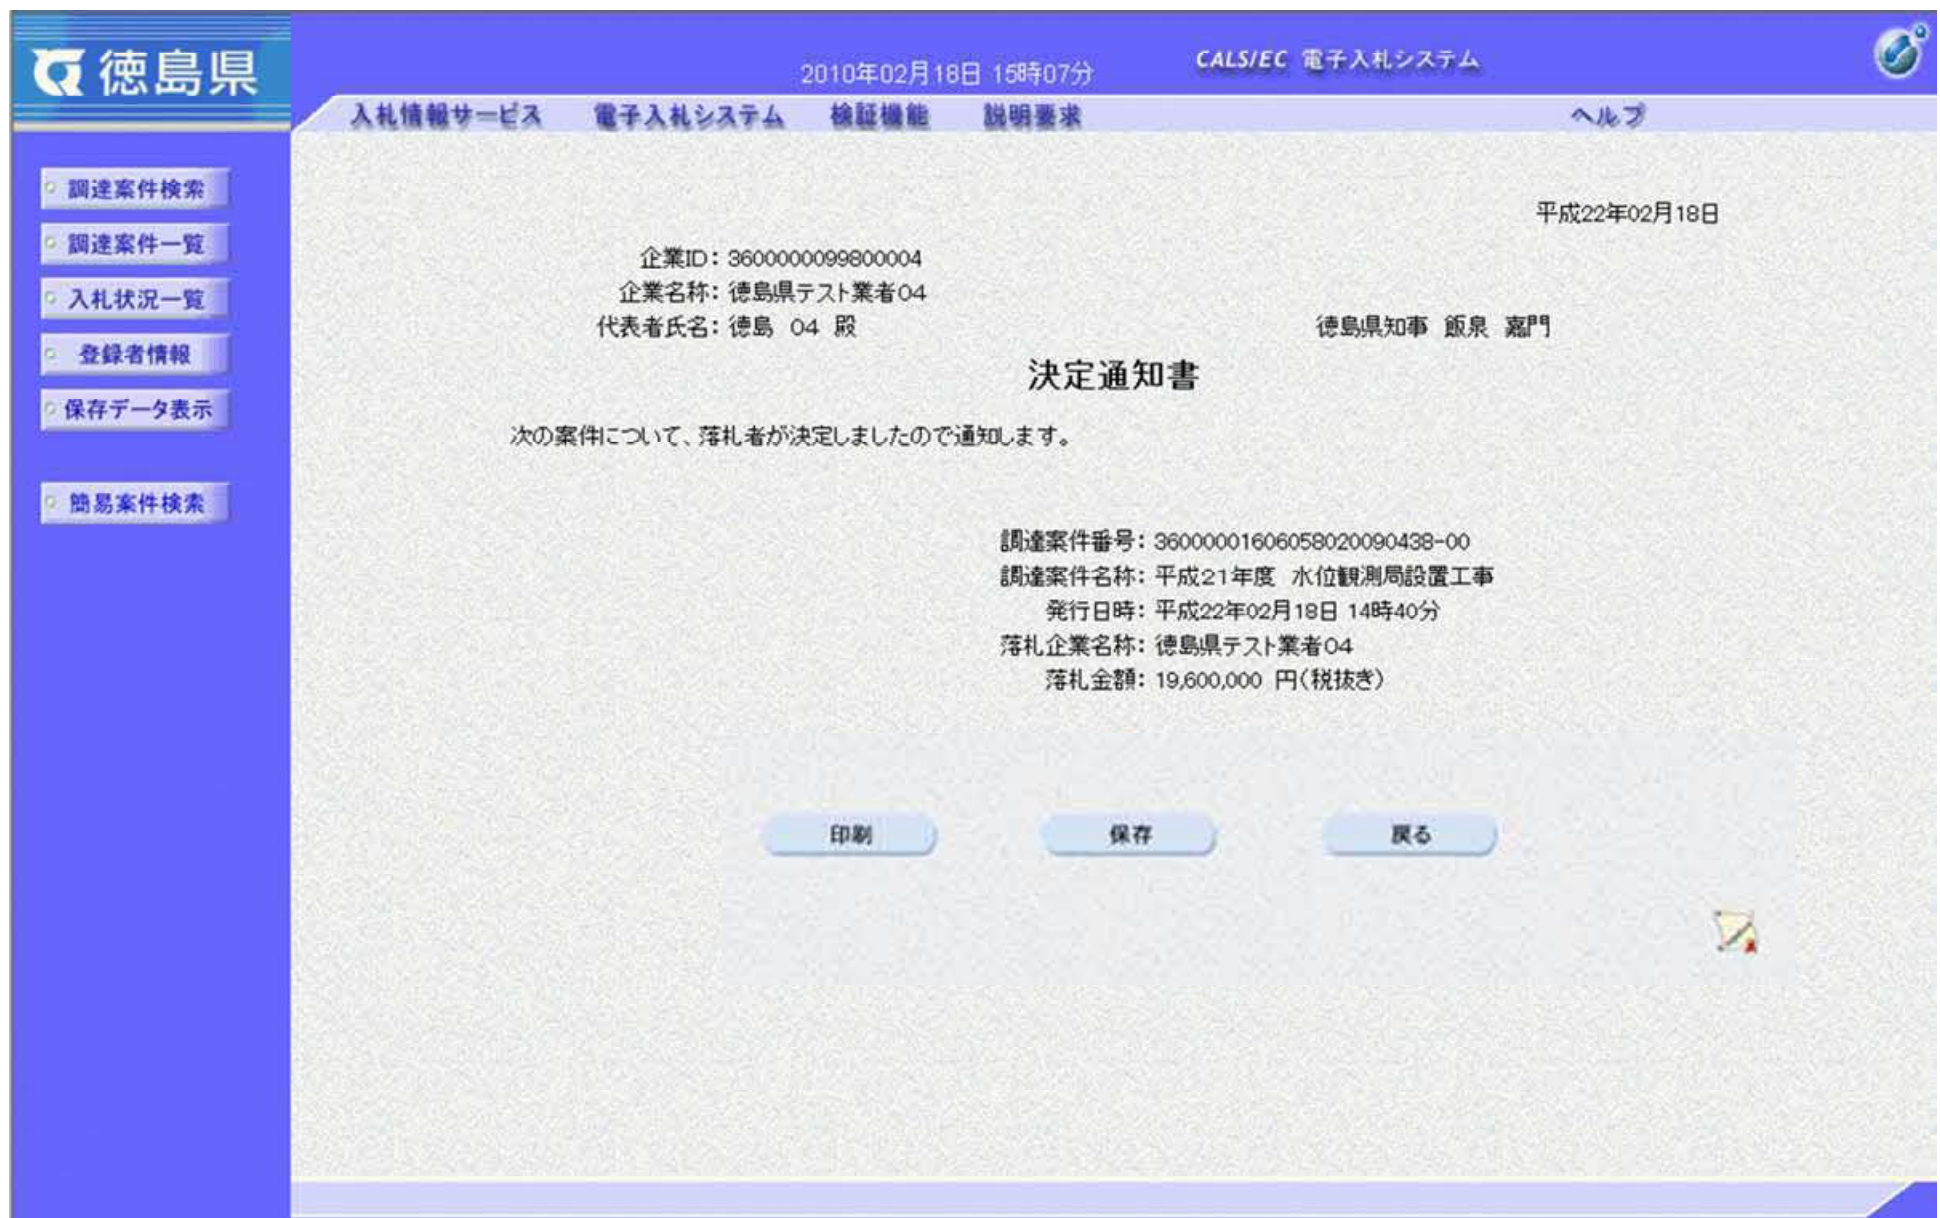 徳島県
2010年02月18日 15時07分
CALS/EC 電子入札システム
入札情報サービス 電子入札システム 検証機能 説明要求 ヘルプ
調達案件検索
調達案件一覧
入札状況一覧
登録者情報
保存データ表示
簡易案件検索
平成22年02月18日
企業ID：3600000099800004
企業名称：徳島県テスト業者04
代表者氏名：徳島 04 殿
徳島県知事 飯泉 嘉門
決定通知書
次の案件について、落札者が決定しましたので通知します。
調達案件番号：36000001606058020090438-00
調達案件名称：平成21年度 水位観測局設置工事
発行日時：平成22年02月18日 14時40分
落札企業名称：徳島県テスト業者04
落札金額：19,600,000 円(税抜き)
印刷 保存 戻る